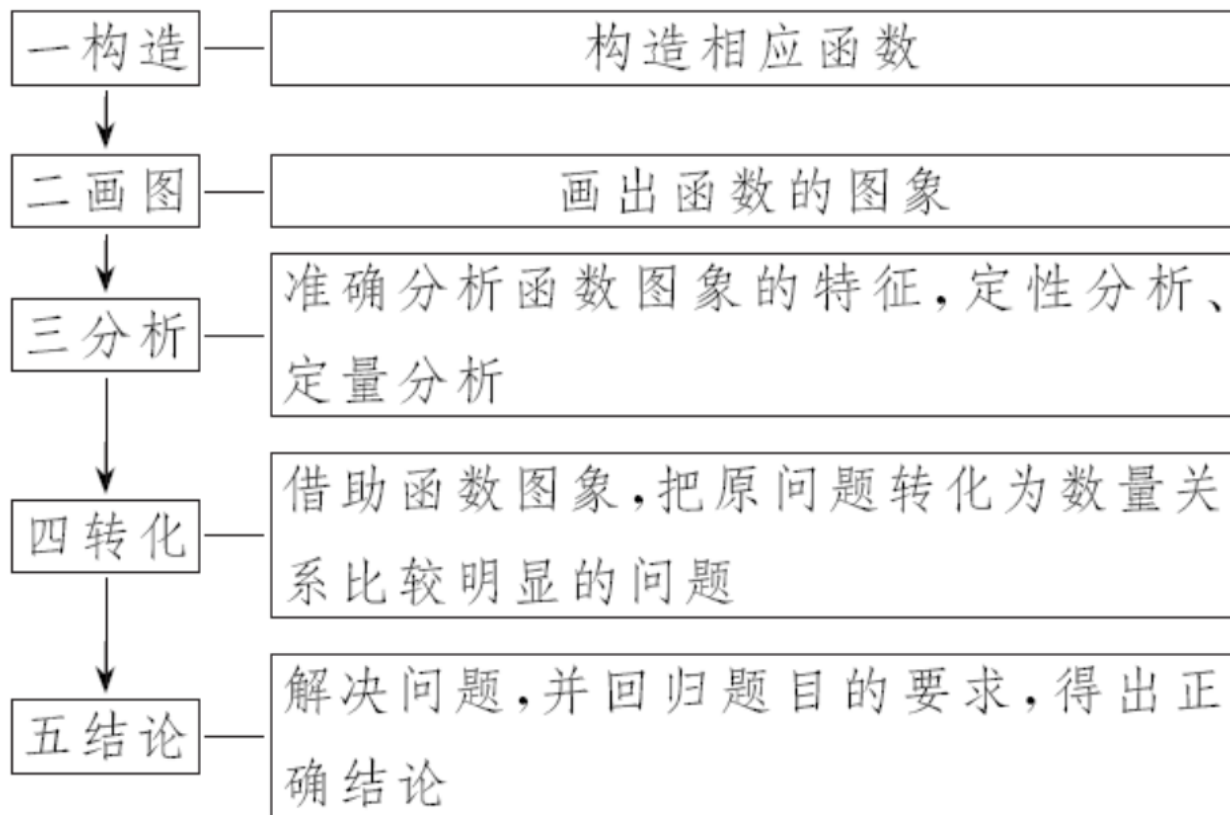 一构造
构造相应函数
二画图
画出函数的图象
三分析
准确分析函数图象的特征,定性分析、
定量分析
四转化
借助函数图象,把原问题转化为数量关
系比较明显的问题
五结论
解决问题,并回归题目的要求,得出正
确结论